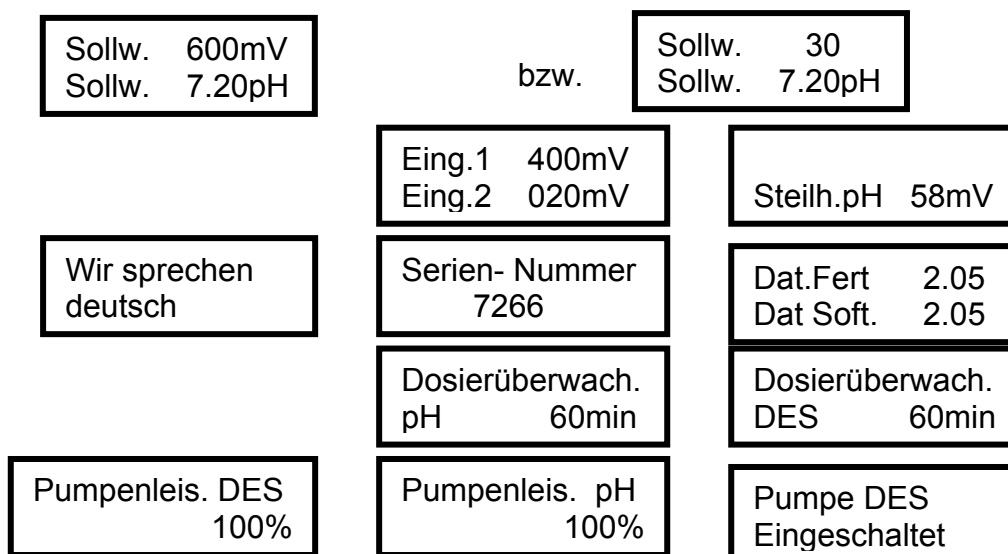 Sollw. 600mV
Sollw. 7.20pH
bzw.
Sollw. 30
Sollw. 7.20pH
Eing.1 400mV
Eing.2 020mV
Steilh.pH 58mV
Wir sprechen
deutsch
Serien- Nummer
7266
Dat.Fert 2.05
Dat Soft. 2.05
Dosierüberwach.
pH 60min
Dosierüberwach.
DES 60min
Pumpenleis. DES
100%
Pumpenleis. pH
100%
Pumpe DES
Eingeschaltet